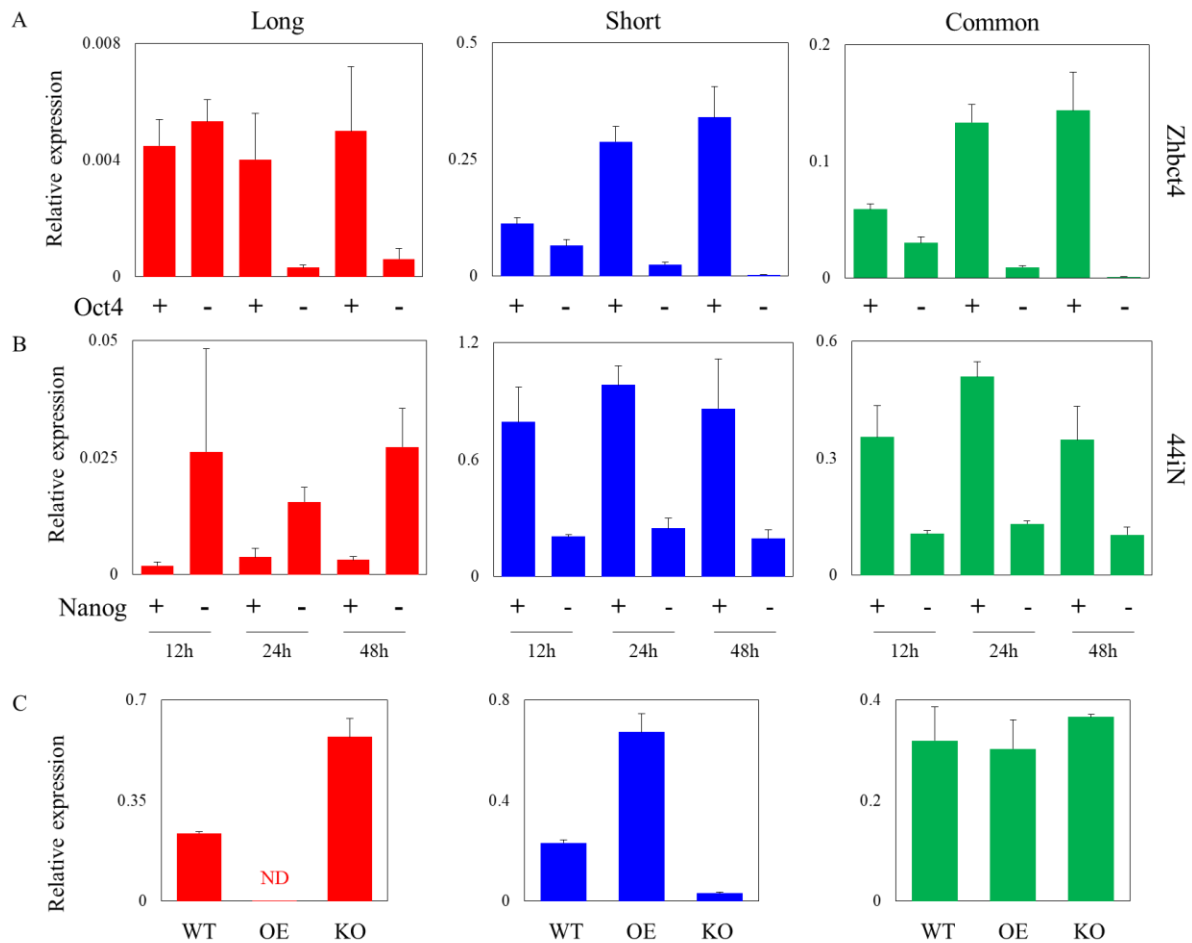 A Long Short Common
Relative expression
0.008
0.004
0
0.5
0.25
0
0.2
0.1
0
Zhbct4
Oct4 + - + - + - + - + - + - + - + - + -
B
Relative expression
0.05
0.025
0
1.2
0.6
0
0.6
0.3
0
44iN
Nanog + - + - + - + - + - + - + - + - + -
12h 24h 48h 12h 24h 48h 12h 24h 48h
C
Relative expression
0.7
0.35
0
ND
0.8
0.4
0
0.4
0.2
0
WT OE KO WT OE KO WT OE KO